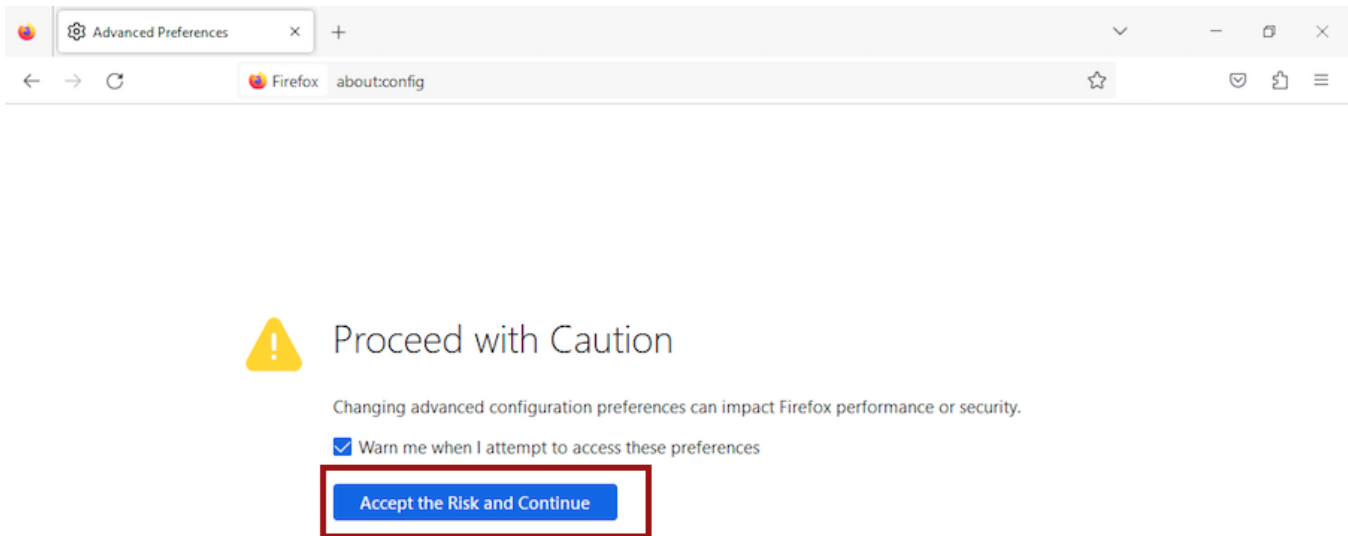 Advanced Preferences
Firefox about:config
Proceed with Caution
Changing advanced configuration preferences can impact Firefox performance or security.
Warn me when I attempt to access these preferences
Accept the Risk and Continue